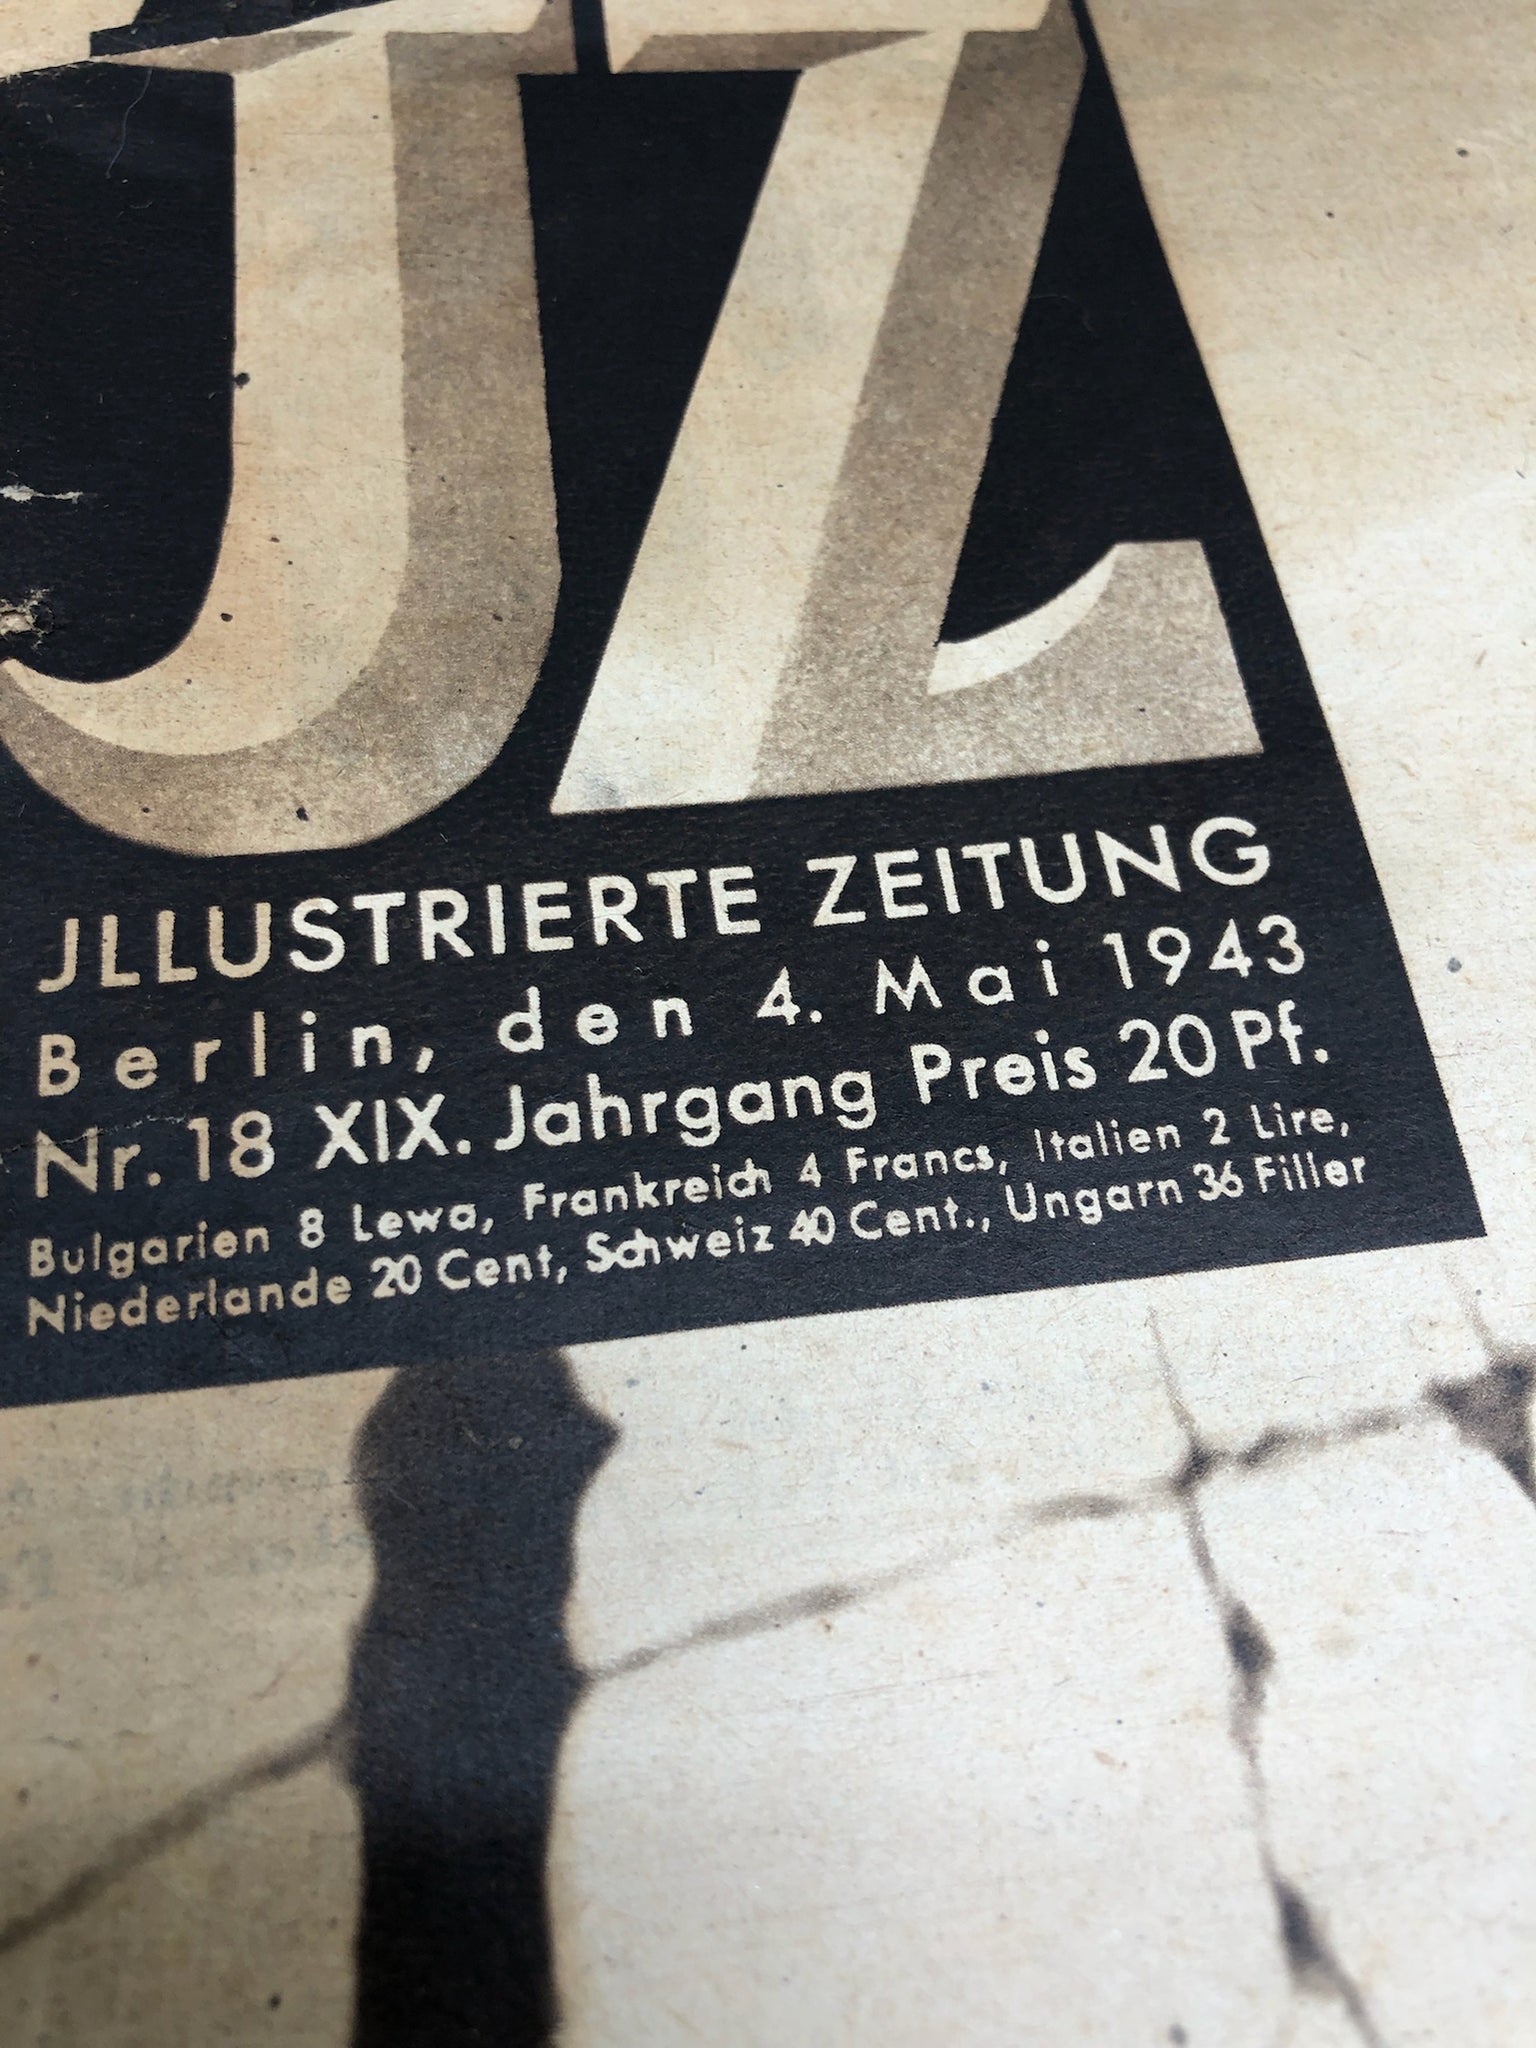 JZ
JLLUSTRIERTE ZEITUNG
Berlin, den 4. Mai 1943
Nr. 18 XIX. Jahrgang Preis 20 Pf.
Bulgarien 8 Lewa, Frankreich 4 Francs, Italien 2 Lire,
Niederlande 20 Cent, Schweiz 40 Cent., Ungarn 36 Filler